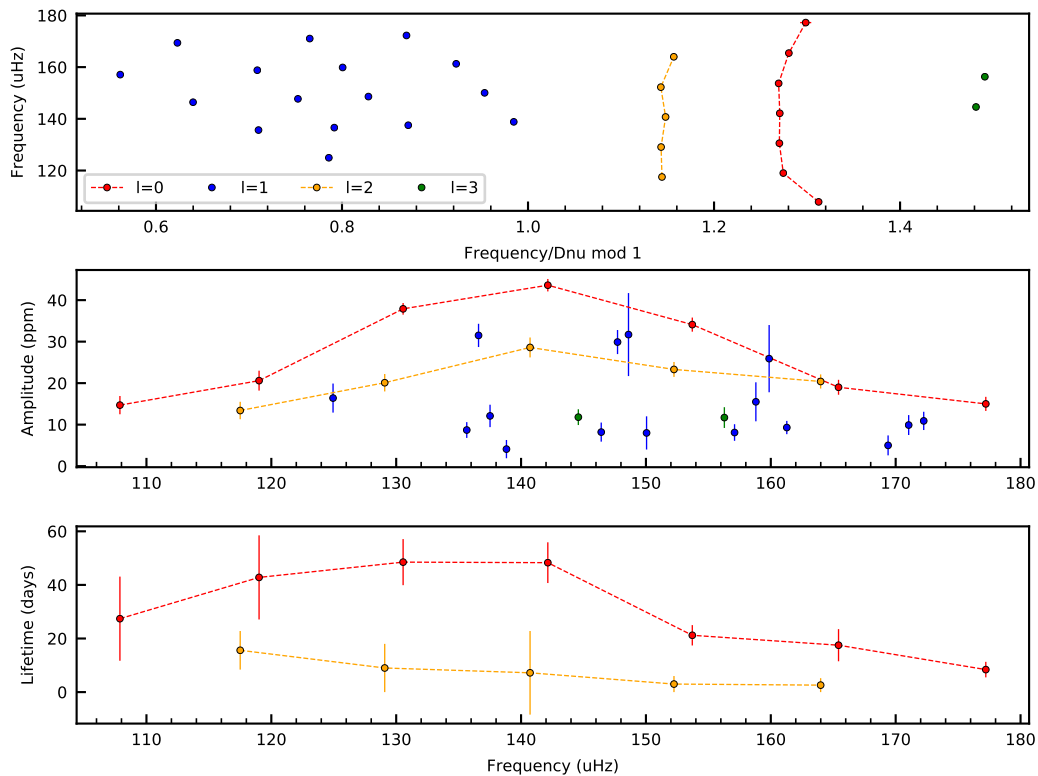 180
160
140
120
Frequency (uHz)
l=0 l=1 l=2 l=3
0.6 0.8 1.0 1.2 1.4
Frequency/Dnu mod 1
40
30
20
10
0
Amplitude (ppm)
110 120 130 140 150 160 170 180
60
40
20
0
Lifetime (days)
110 120 130 140 150 160 170 180
Frequency (uHz)